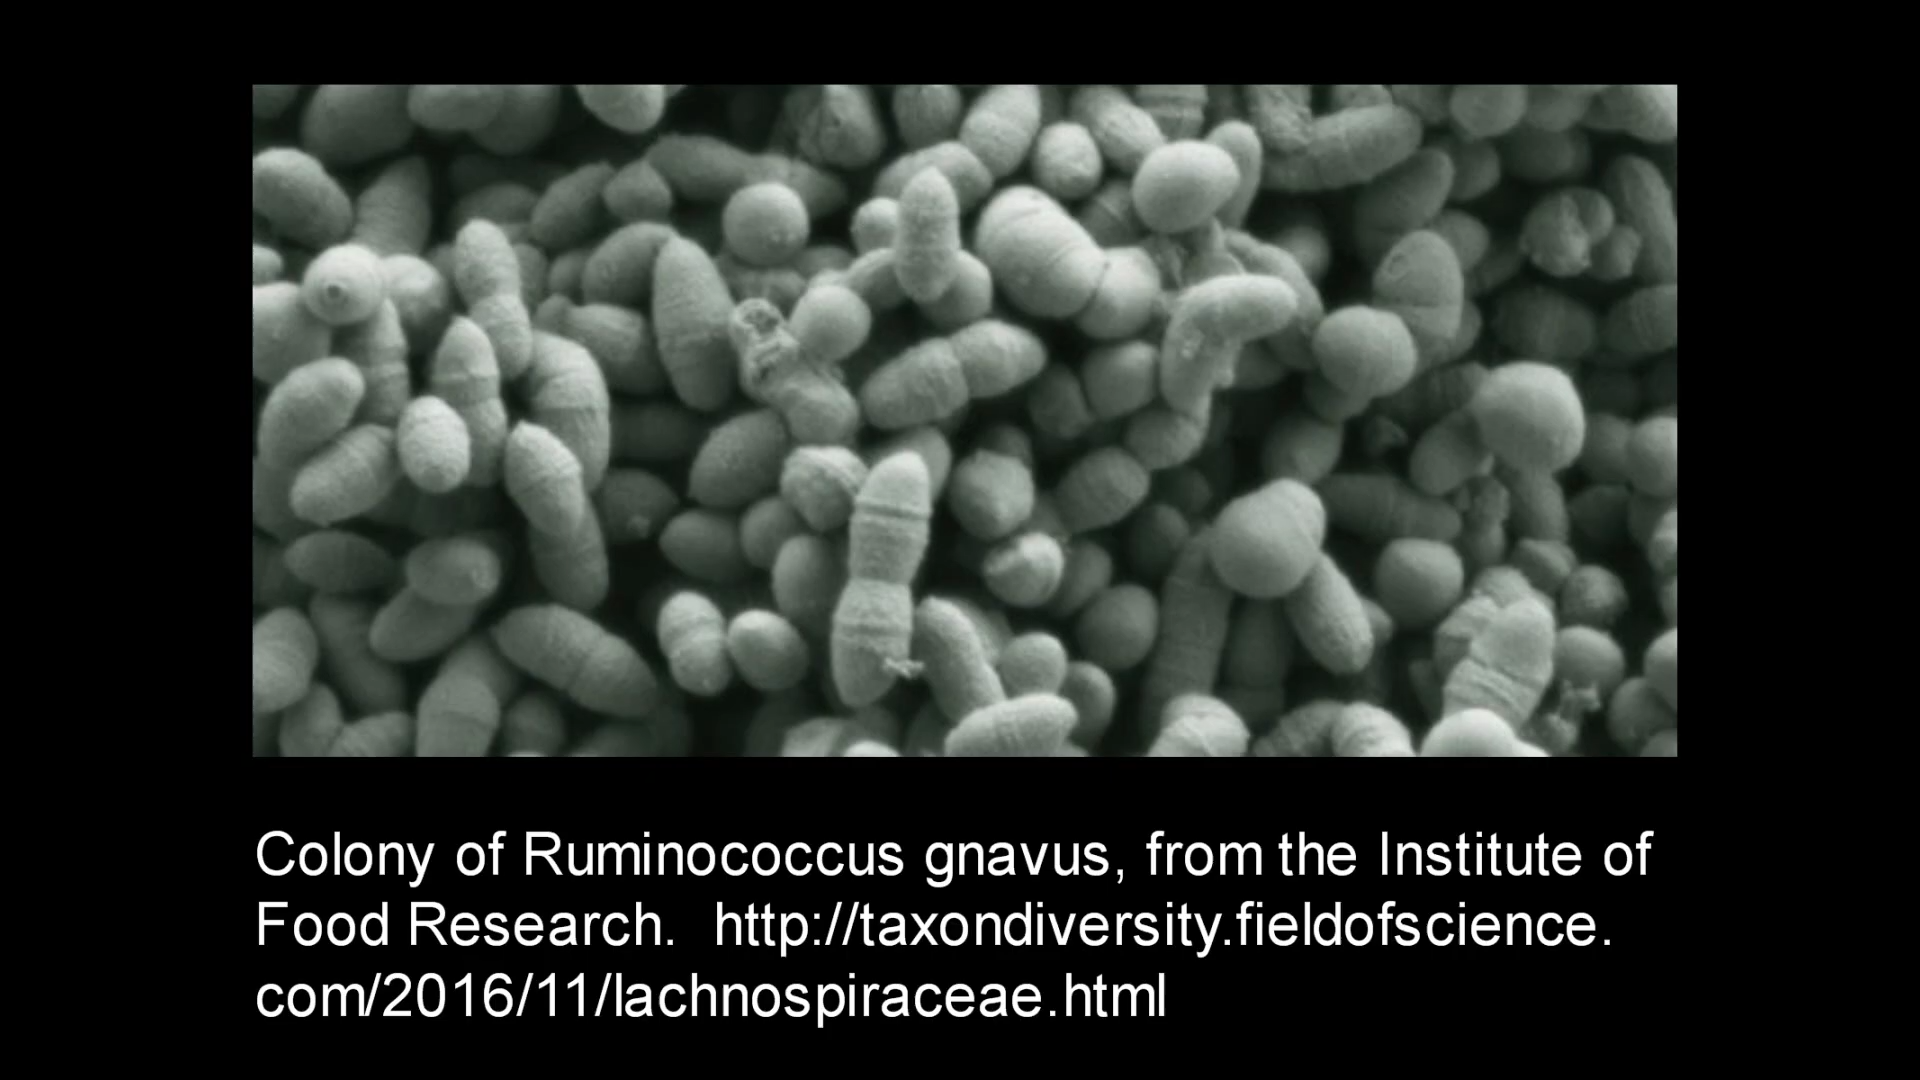 Colony of Ruminococcus gnavus, from the Institute of
Food Research.  http://taxondiversity.fieldofscience.
com/2016/11/lachnospiraceae.html